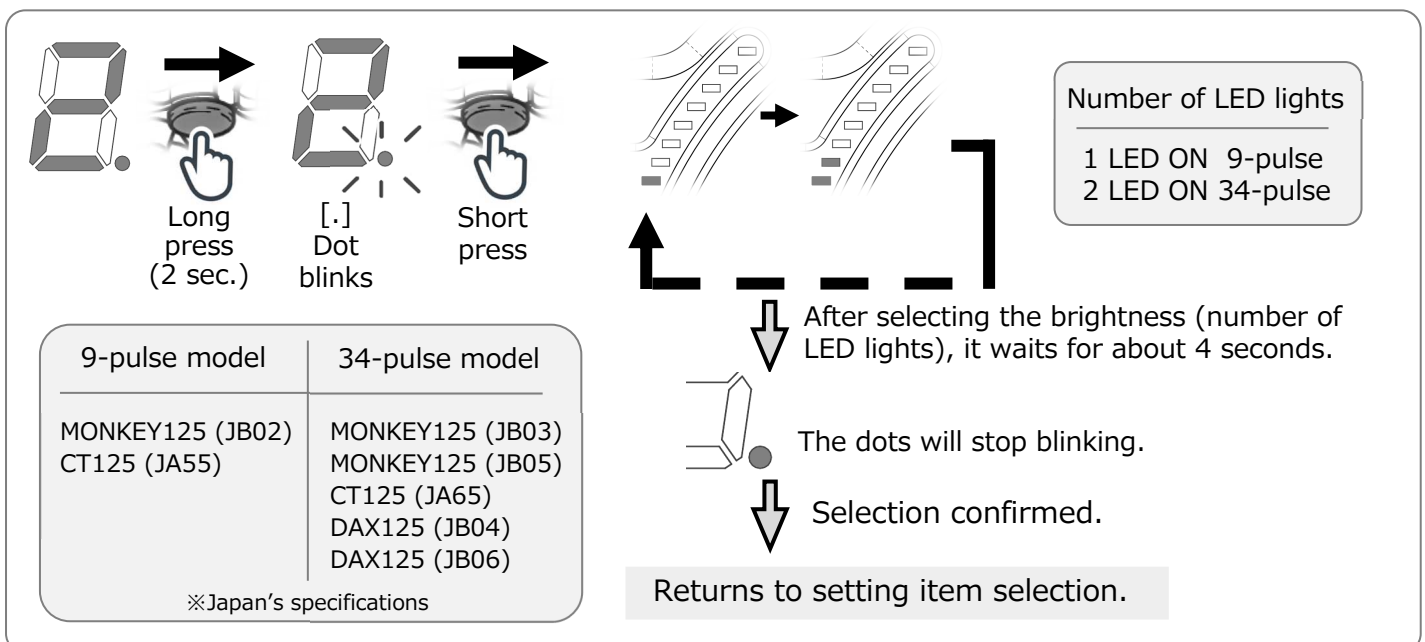 2.
Long
press
(2 sec.)
2.
[.]
Dot
blinks
Short
press
Number of LED lights
1 LED ON 9-pulse
2 LED ON 34-pulse
After selecting the brightness (number of
LED lights), it waits for about 4 seconds.
The dots will stop blinking.
Selection confirmed.
Returns to setting item selection.
9-pulse model
MONKEY125 (JB02)
CT125 (JA55)
34-pulse model
MONKEY125 (JB03)
MONKEY125 (JB05)
CT125 (JA65)
DAX125 (JB04)
DAX125 (JB06)
※Japan's specifications